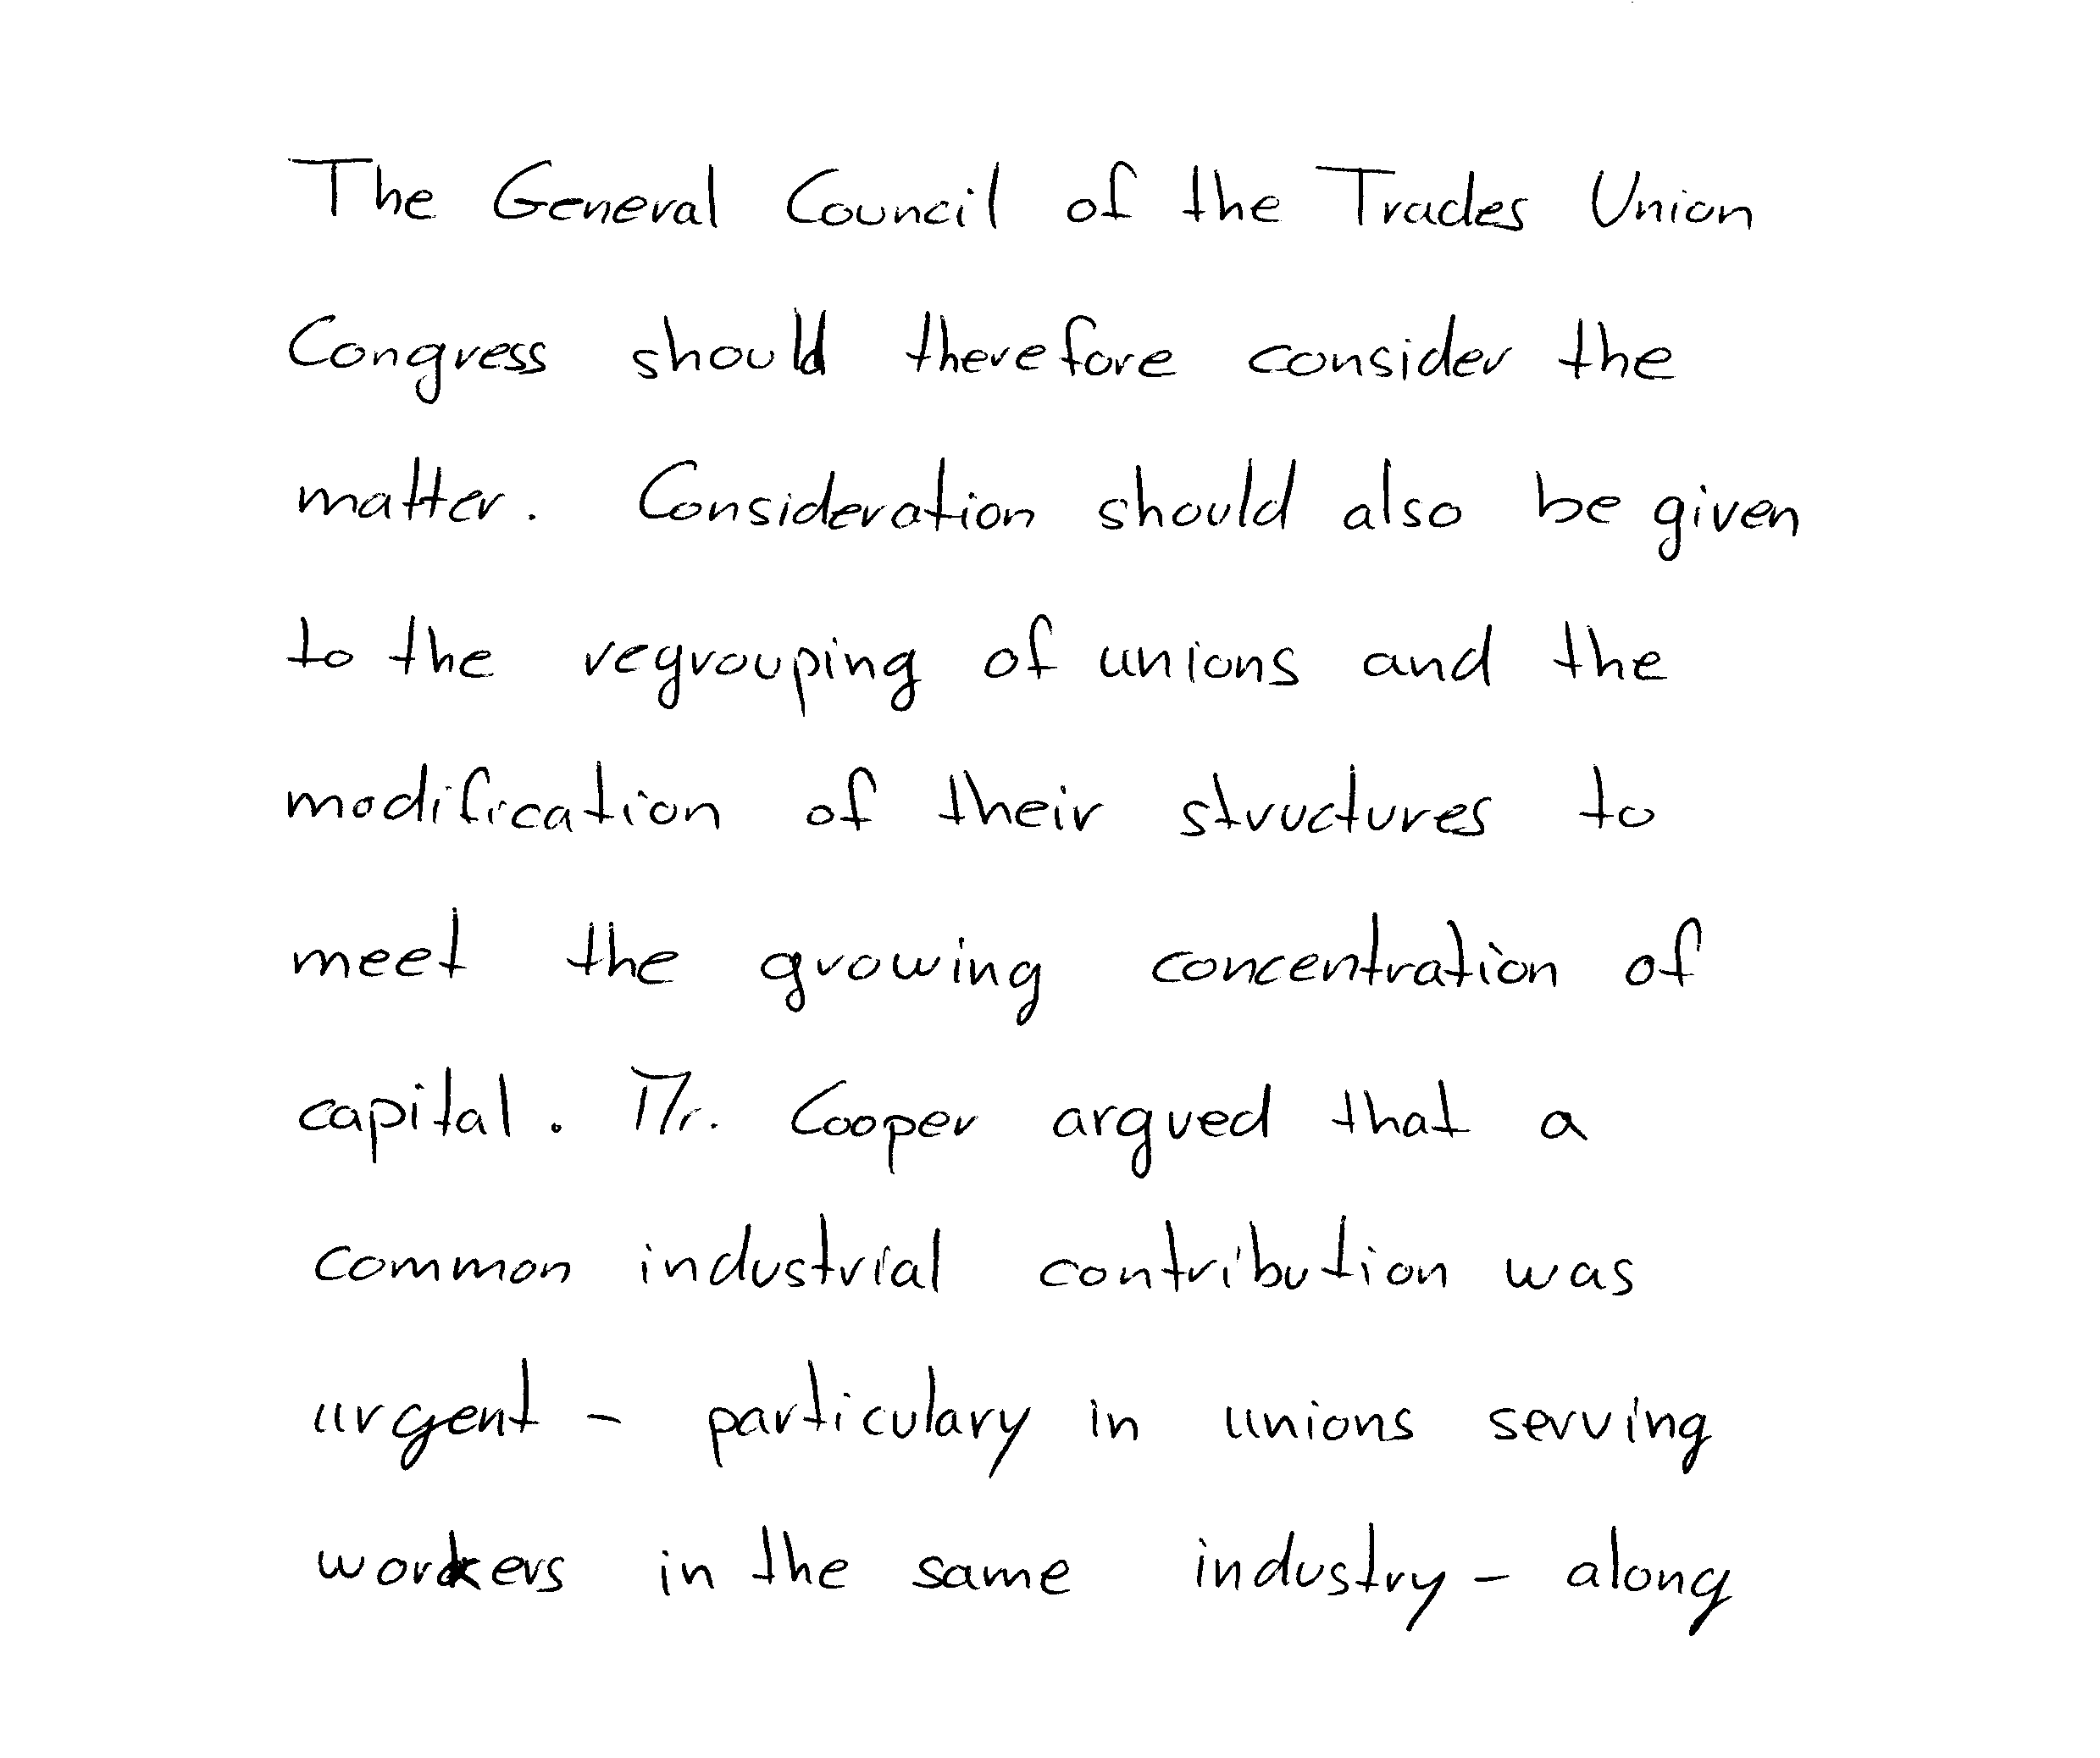 The General Council of the Trades Union
Congress should therefore consider the
matter. Consideration should also be given
to the regrouping of unions and the
modification of their structures to
meet the growing concentration of
capital. Mr. Cooper argued that a
common industrial contribution was
urgent - particulary in unions serving
workers in the same industry - along